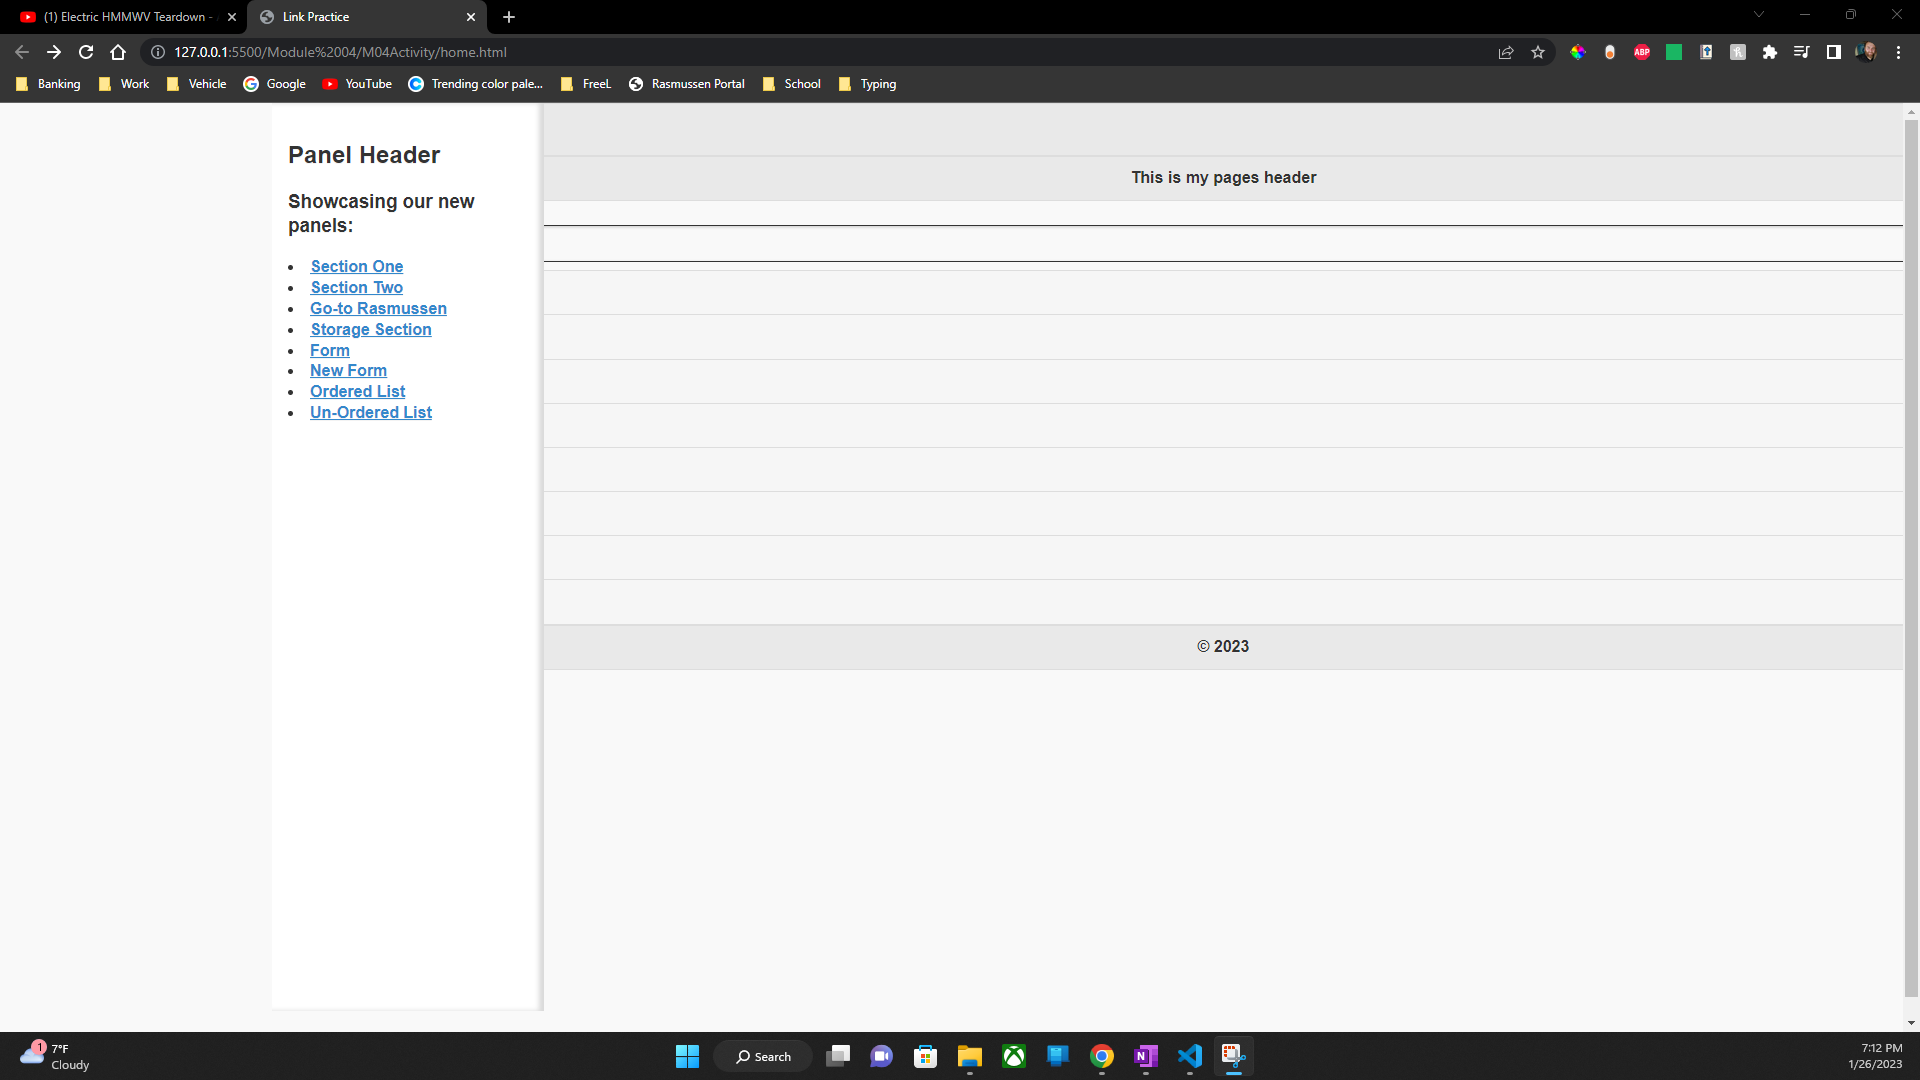 (1) Electric HMMWV Teardown -
Link Practice
127.0.0.1:5500/Module%2004/M04Activity/home.html
ABP
Banking
Work
Vehicle
Google
YouTube
Trending color pale...
FreeL
Rasmussen Portal
School
Typing
Panel Header
Showcasing our new
panels:
Section One
Section Two
Go-to Rasmussen
Storage Section
Form
New Form
Ordered List
Un-Ordered List
This is my pages header
© 2023
1
7°F
Cloudy
Search
N
7:12 PM
1/26/2023